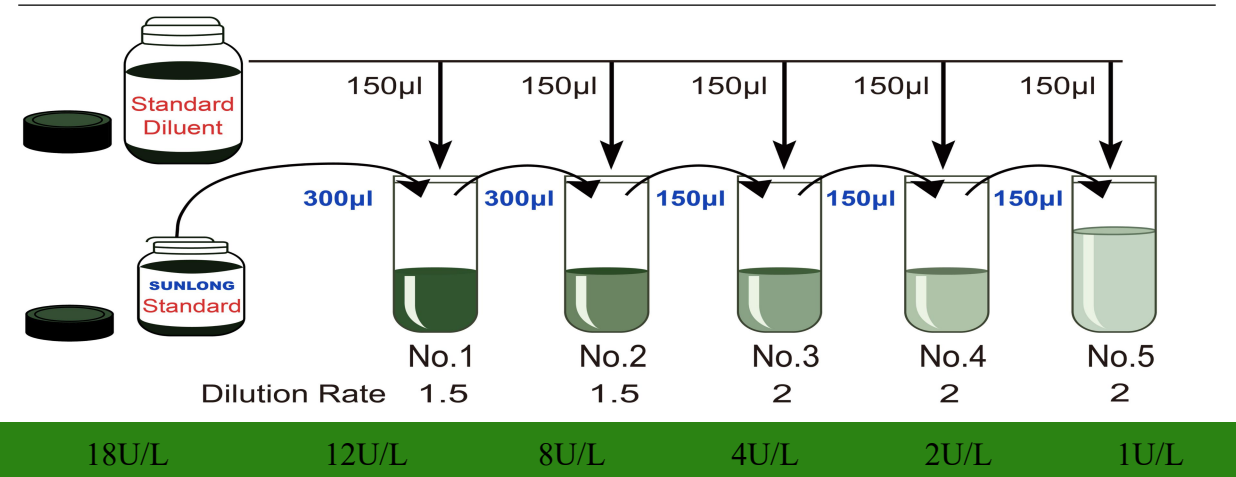 150µl 150µl 150µl 150µl 150µl
Standard
Diluent
300µl 300µl 150µl 150µl 150µl
SUNLONG
Standard
No.1 No.2 No.3 No.4 No.5
Dilution Rate 1.5 1.5 2 2 2
18U/L 12U/L 8U/L 4U/L 2U/L 1U/L